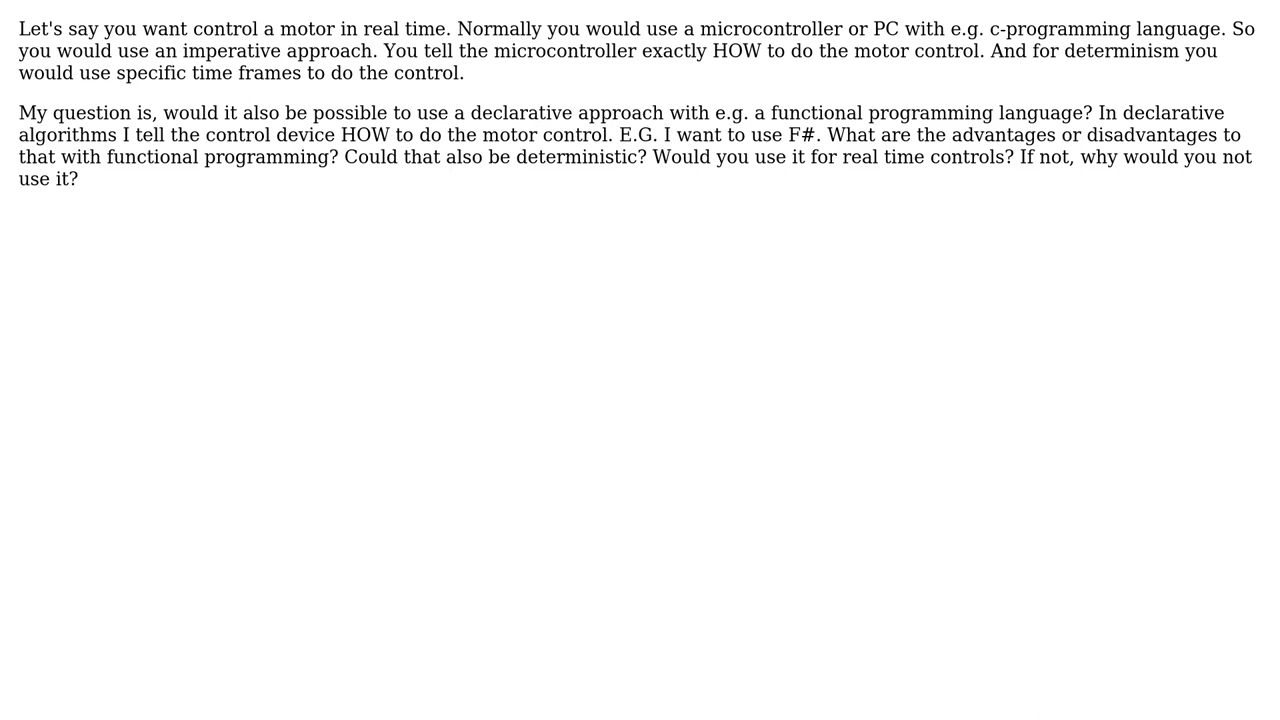 Let's say you want control a motor in real time. Normally you would use a microcontroller or PC with e.g. c-programming language. So
you would use an imperative approach. You tell the microcontroller exactly HOW to do the motor control. And for determinism you
would use specific time frames to do the control.
My question is, would it also be possible to use a declarative approach with e.g. a functional programming language? In declarative
algorithms I tell the control device HOW to do the motor control. E.G. I want to use F#. What are the advantages or disadvantages to
that with functional programming? Could that also be deterministic? Would you use it for real time controls? If not, why would you not
use it?